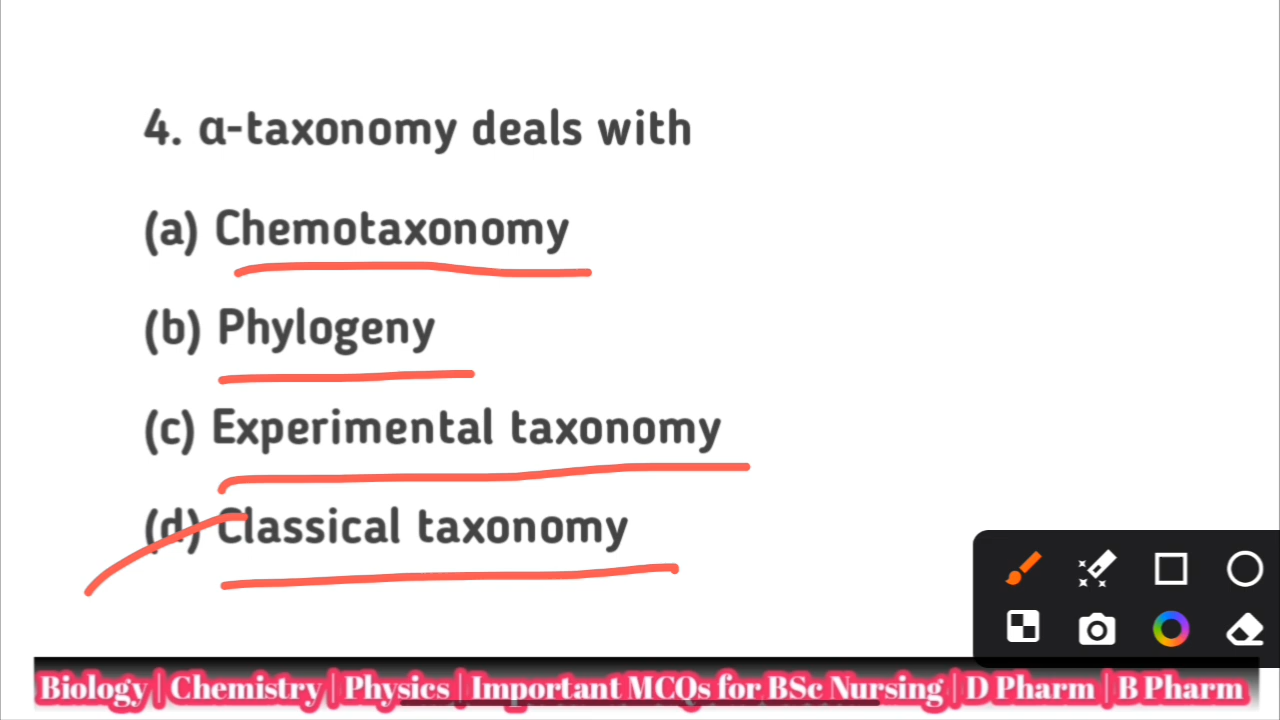 4. α-taxonomy deals with
(a) Chemotaxonomy
(b) Phylogeny
(c) Experimental taxonomy
(d) Classical taxonomy
Biology | Chemistry | Physics | Important MCQs for BSc Nursing | D Pharm | B Pharm